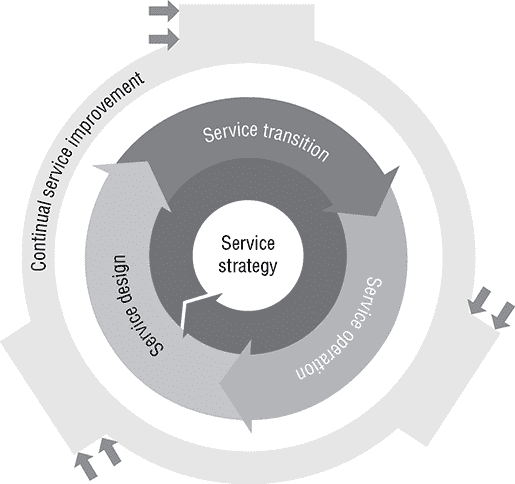 Continual service improvement
Service transition
Service
strategy
Service design
Service operation